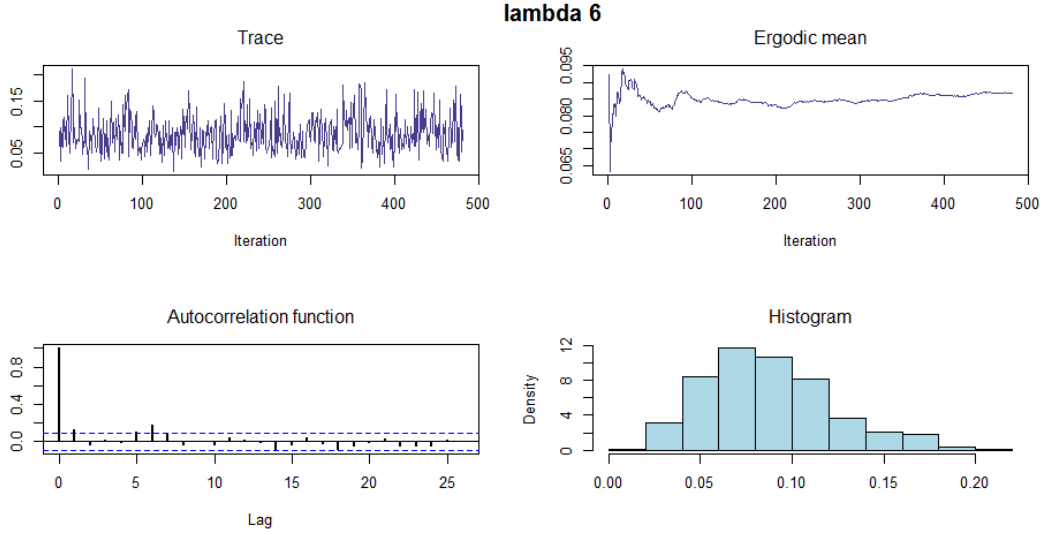 lambda 6
Trace
0.05 0.15
0 100 200 300 400 500
Iteration
Ergodic mean
0.065 0.080 0.095
0 100 200 300 400 500
Iteration
Autocorrelation function
0.0 0.4 0.8
0 5 10 15 20 25
Lag
Histogram
Density
0 4 8 12
0.00 0.05 0.10 0.15 0.20